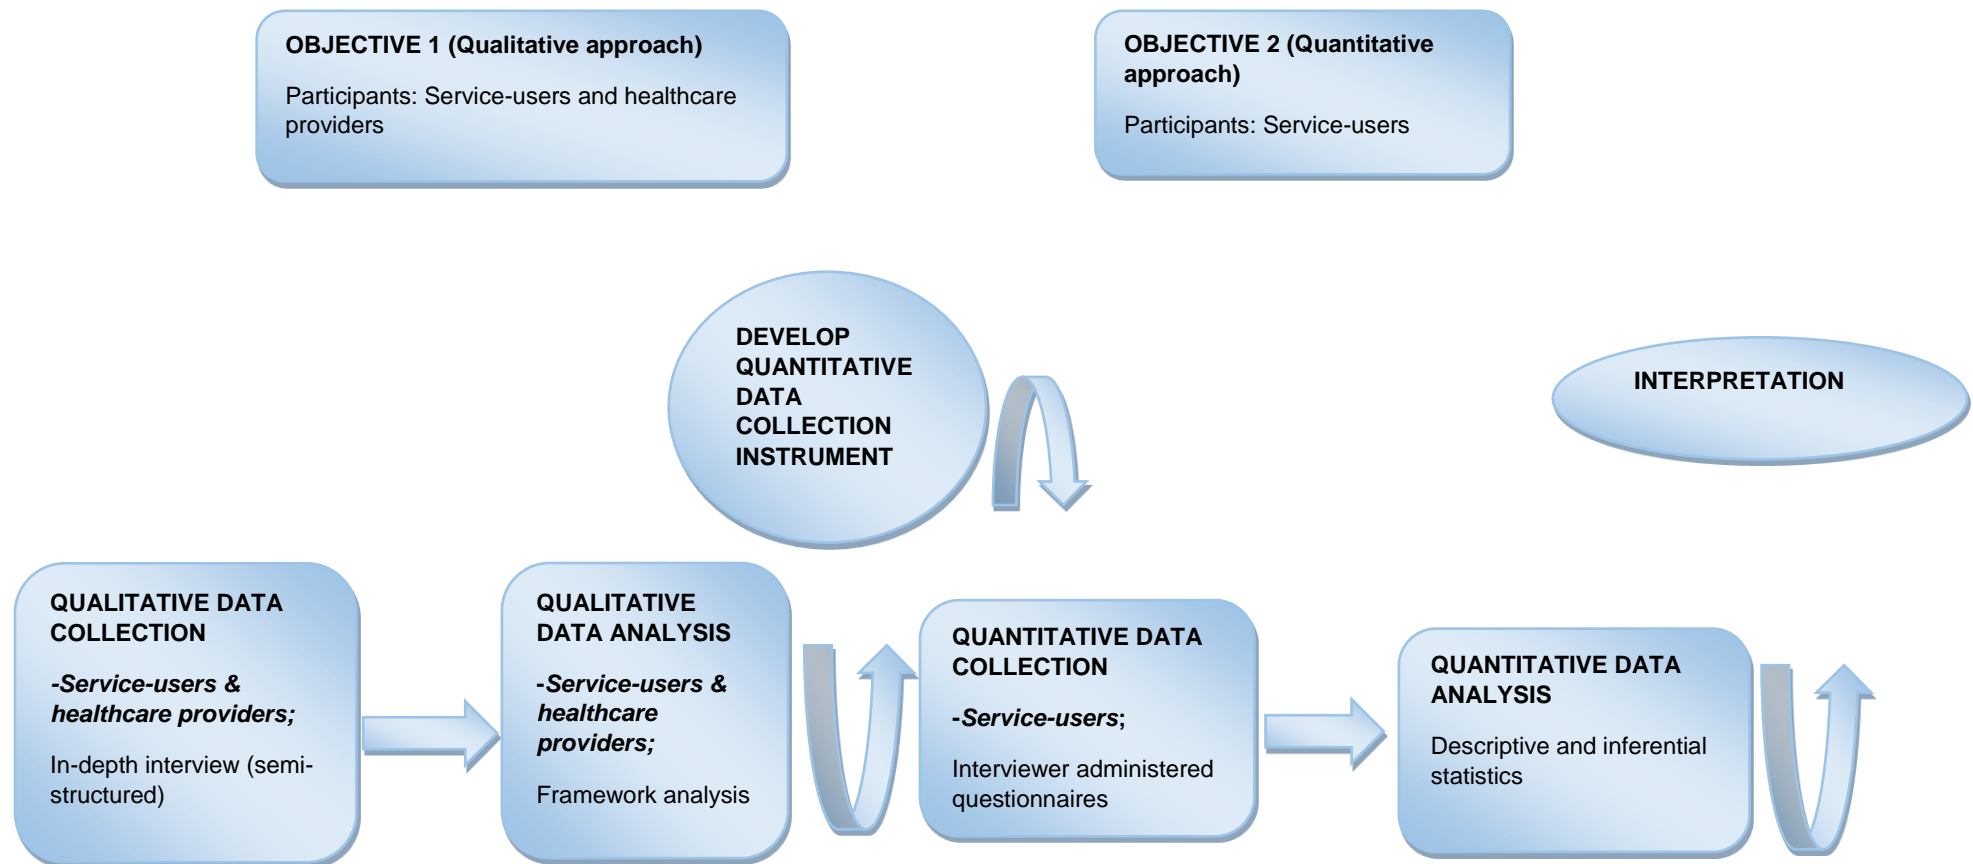 OBJECTIVE 1 (Qualitative approach)
Participants: Service-users and healthcare
providers
OBJECTIVE 2 (Quantitative
approach)
Participants: Service-users
DEVELOP
QUANTITATIVE
DATA
COLLECTION
INSTRUMENT
INTERPRETATION
QUALITATIVE DATA
COLLECTION
-Service-users &
healthcare providers;
In-depth interview (semi-
structured)
QUALITATIVE
DATA ANALYSIS
-Service-users &
healthcare
providers;
Framework analysis
QUANTITATIVE DATA
COLLECTION
-Service-users;
Interviewer administered
questionnaires
QUANTITATIVE DATA
ANALYSIS
Descriptive and inferential
statistics